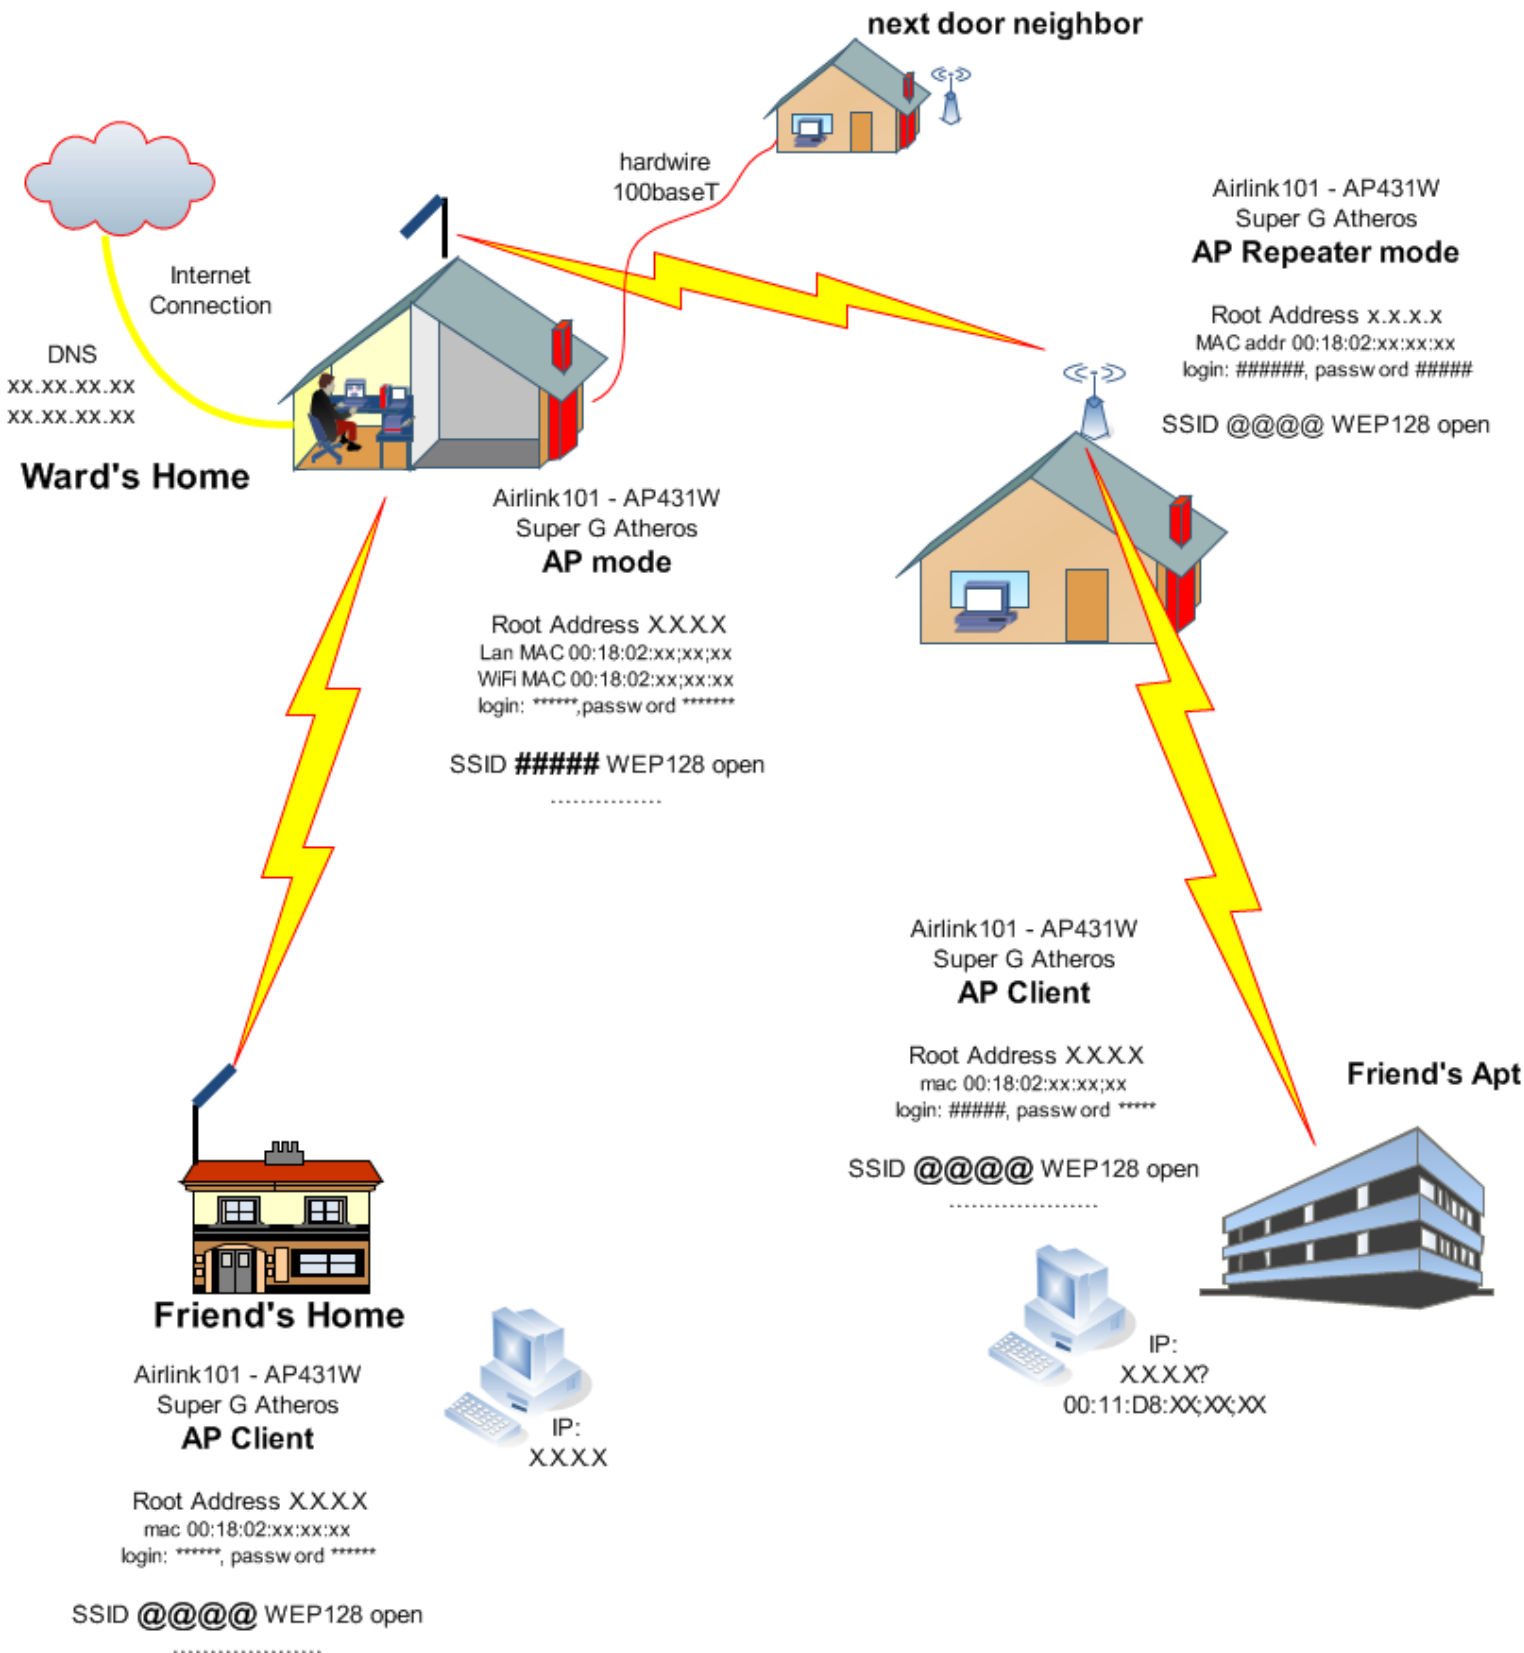 next door neighbor
hardwire
100baseT
Internet
Connection
DNS
xx.xx.xx.xx
xx.xx.xx.xx
Ward's Home
Airlink101 - AP431W
Super G Atheros
AP Repeater mode
Root Address x.x.x.x
MAC addr 00:18:02:xx:xx:xx
login: ######, password #####
SSID @@@@ WEP128 open
Airlink101 - AP431W
Super G Atheros
AP mode
Root Address X.X.X.X
Lan MAC 00:18:02:xx;xx;xx
WiFi MAC 00:18:02:xx;xx:xx
login: ******,password *******
SSID ##### WEP128 open
...............
Airlink101 - AP431W
Super G Atheros
AP Client
Root Address X.X.X.X
mac 00:18:02:xx:xx;xx
login: #####, password *****
SSID @@@@ WEP128 open
....................
Friend's Apt
IP:
X.X.X.X?
00:11:D8:XX;XX;XX
Friend's Home
Airlink101 - AP431W
Super G Atheros
AP Client
Root Address X.X.X.X
mac 00:18:02:xx:xx:xx
login: ******, password ******
SSID @@@@ WEP128 open
....................
IP:
X.X.X.X